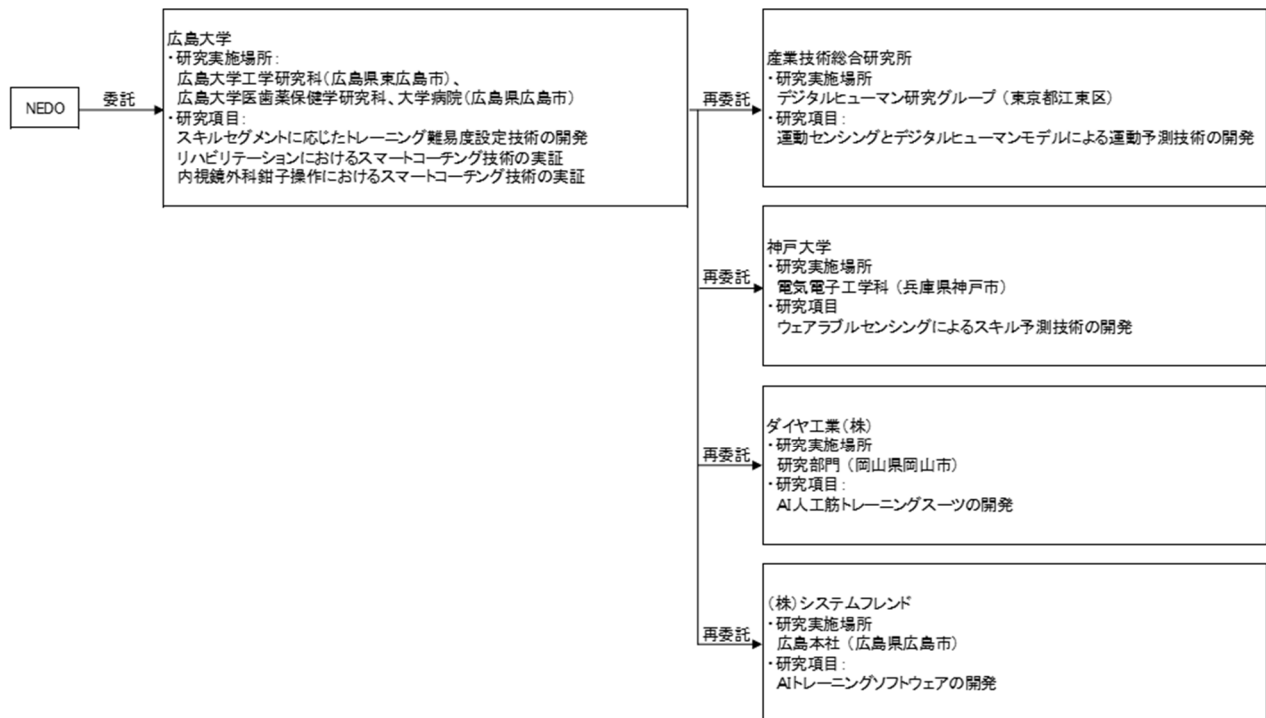 NEDO
委託
広島大学
・研究実施場所：
広島大学工学研究科（広島県東広島市）、
広島大学医歯薬保健学研究科、大学病院（広島県広島市）
・研究項目：
スキルセグメントに応じたトレーニング難易度設定技術の開発
リハビリテーションにおけるスマートコーチング技術の実証
内視鏡外科鉗子操作におけるスマートコーチング技術の実証
再委託
産業技術総合研究所
・研究実施場所
デジタルヒューマン研究グループ（東京都江東区）
・研究項目：
運動センシングとデジタルヒューマンモデルによる運動予測技術の開発
再委託
神戸大学
・研究実施場所
電気電子工学科（兵庫県神戸市）
・研究項目
ウェアラブルセンシングによるスキル予測技術の開発
再委託
ダイヤ工業（株）
・研究実施場所
研究部門（岡山県岡山市）
・研究項目：
AI人工筋トレーニングスーツの開発
再委託
（株）システムフレンド
・研究実施場所
広島本社（広島県広島市）
・研究項目：
AIトレーニングソフトウェアの開発